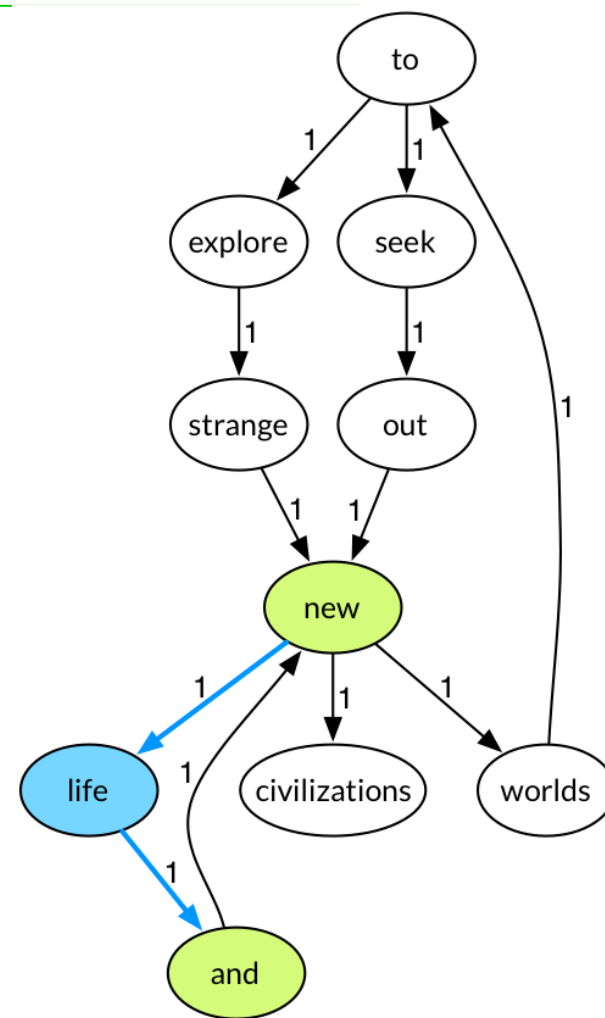 to
1
1
explore
seek
1
1
strange
out
1
1
1
new
1
1
1
1
life
civilizations
worlds
1
and